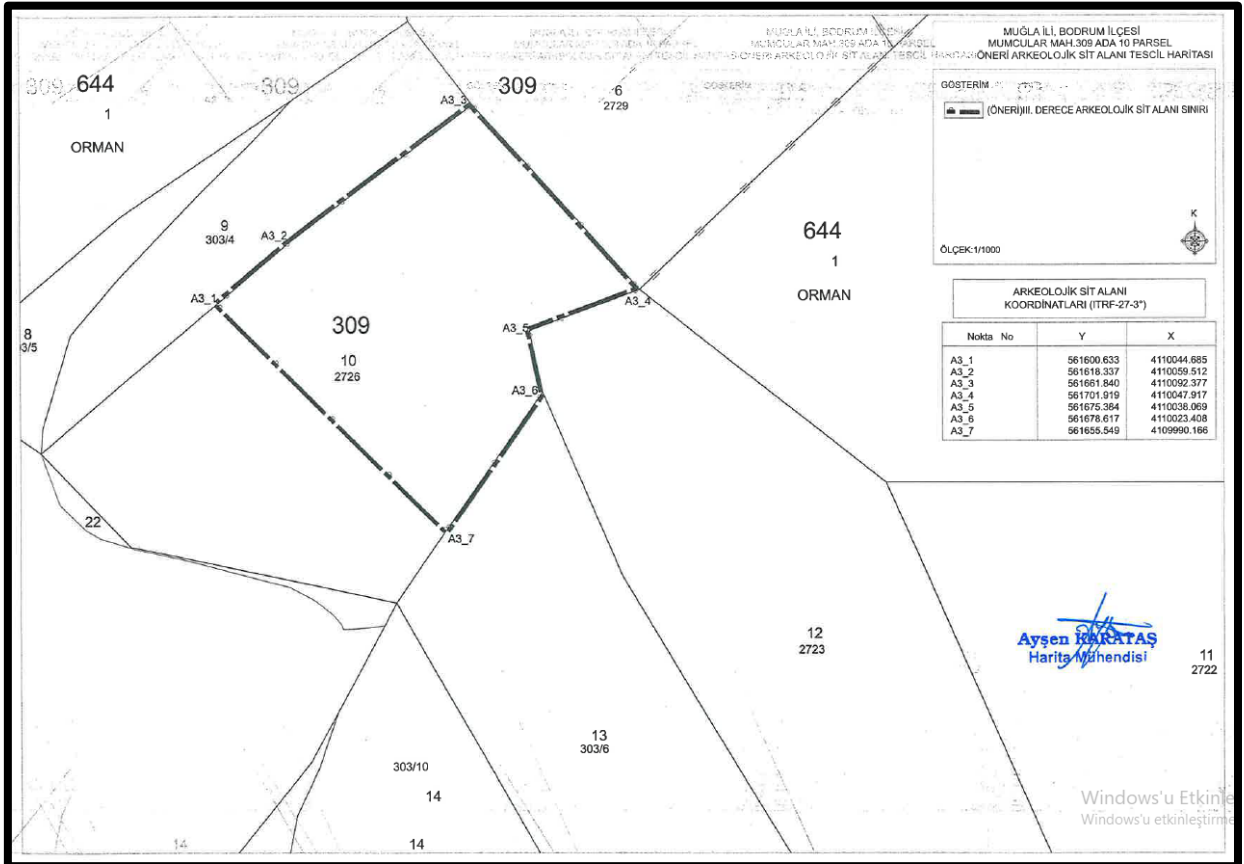 MUĞLA İLİ, BODRUM İLÇESİ
MUMCULAR MAH.309 ADA 10 PARSEL
ÖNERİ ARKEOLOJİK SİT ALANI TESCİL HARİTASI
GÖSTERİM
(ÖNERİ)III. DERECE ARKEOLOJİK SİT ALANI SINIRI
K
ÖLÇEK:1/1000
ARKEOLOJİK SİT ALANI
KOORDİNATLARI (ITRF-27-3°)
Nokta No Y X
A3_1 561600.633 4110044.685
A3_2 561618.337 4110059.512
A3_3 561661.840 4110092.377
A3_4 561701.919 4110047.917
A3_5 561675.384 4110038.069
A3_6 561678.617 4110023.408
A3_7 561655.549 4109990.166
309
644
1
ORMAN
309
309
6
2729
A3_3
9
303/4
A3_2
A3_1
644
1
ORMAN
A3_4
A3_5
309
10
2726
8
3/5
A3_6
22
A3_7
12
2723
Ayşen KARATAŞ
Harita Mühendisi
11
2722
13
303/6
303/10
14
14
14
Windows'u Etkinle
Windows'u etkinleştirme